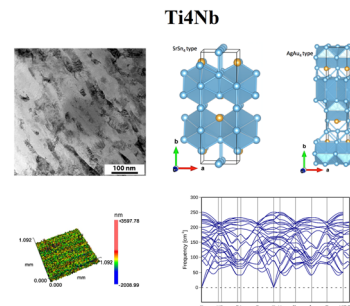 Ti4Nb
SrSn₄ type
AgAu₄ type
b
a
b
a
100 nm
nm
+3597.78
1.092
mm
0.000
0.000
mm
1.092
-2008.99
Frequency [cm⁻¹]
300
250
200
150
100
50
0